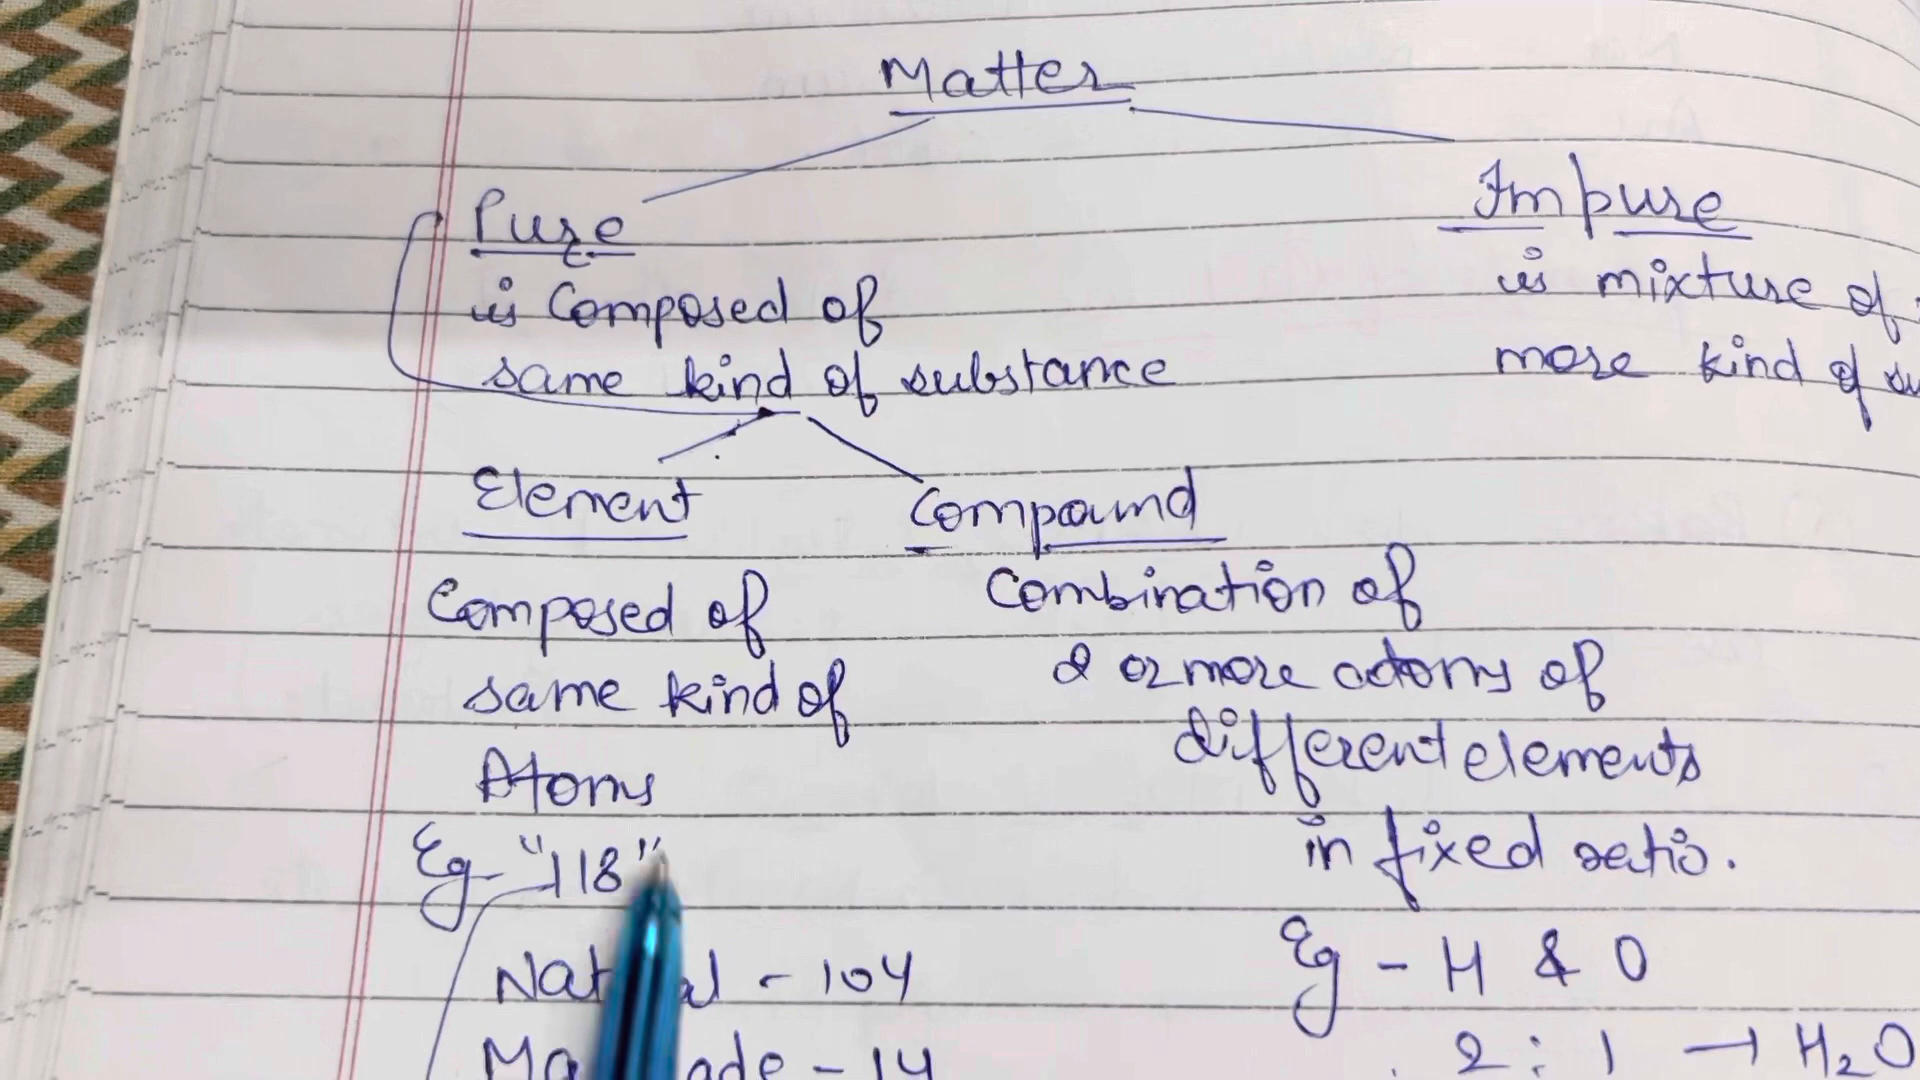 Matter
Pure
is Composed of
same kind of substance
Impure
is mixture of
more kind of
Element
Composed of
same kind of
Atoms
Eg - "118"
- 104
- 14
Compound
Combination of
2 or more atoms of
different elements
in fixed ratio.
Eg - H & O
2 : 1 → H₂O